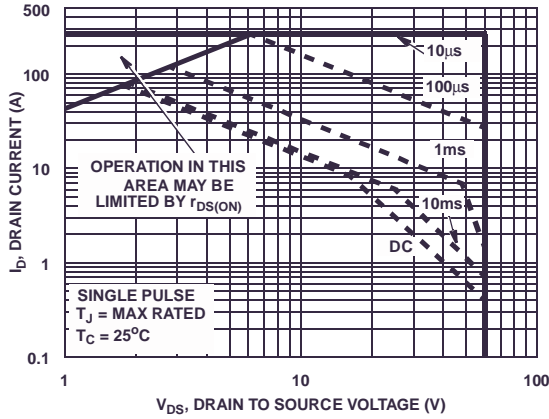 500
10µs
100
100µs
I_D, DRAIN CURRENT (A)
1ms
OPERATION IN THIS
AREA MAY BE
LIMITED BY r_DS(ON)
10
10ms
DC
1
SINGLE PULSE
T_J = MAX RATED
T_C = 25°C
0.1
1
10
100
V_DS, DRAIN TO SOURCE VOLTAGE (V)